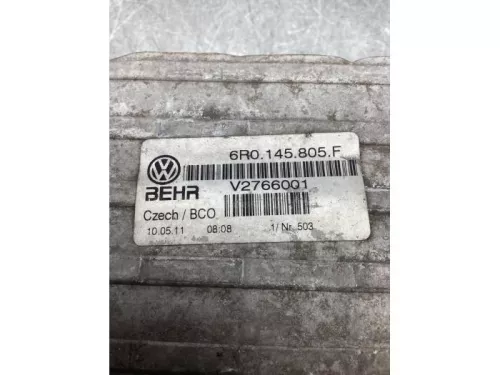 6R0.145.805.F
BEHR V2766001
Czech / BCO
10.05.11 08:08 1/ Nr. 503